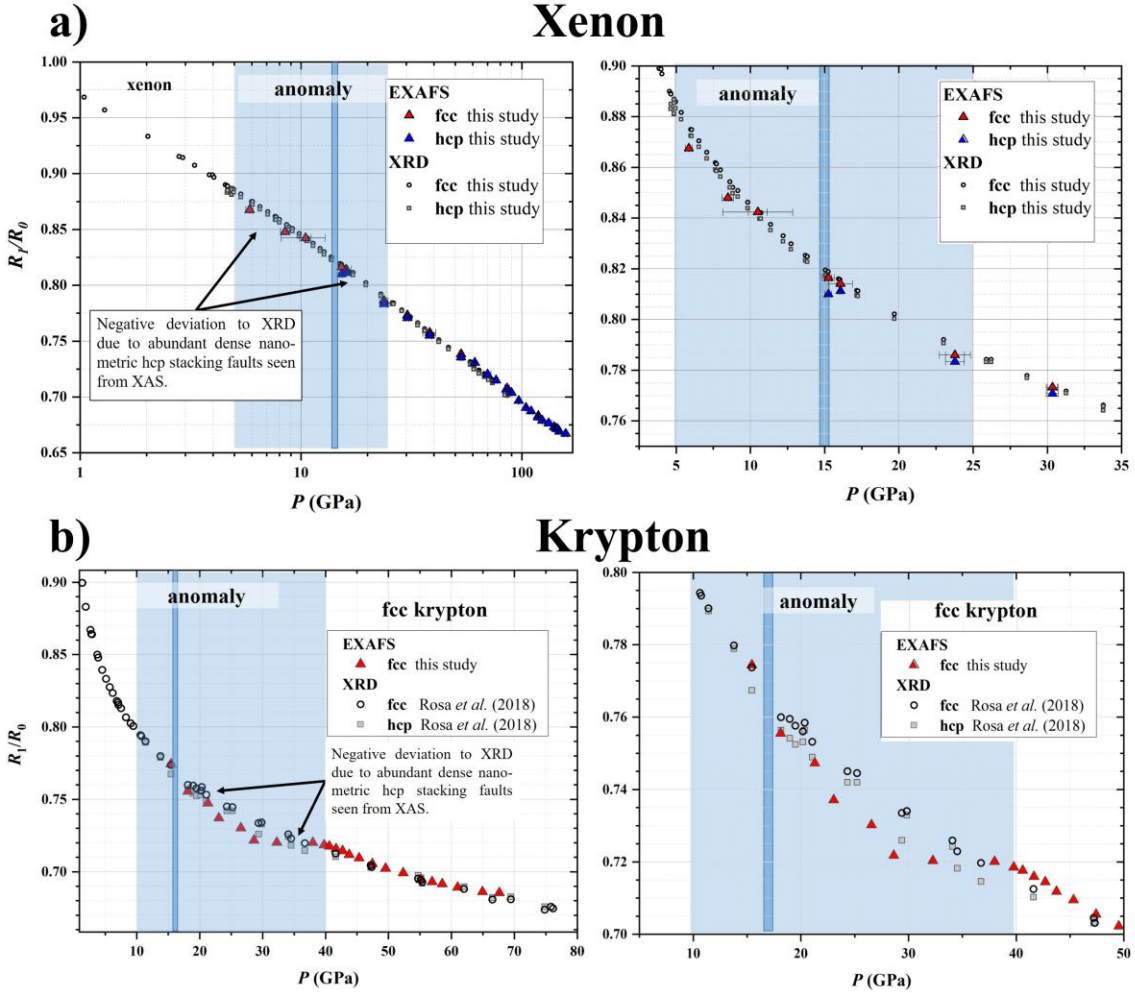 a)
Xenon
xenon
anomaly
EXAFS
fcc this study
hcp this study
XRD
fcc this study
hcp this study
Negative deviation to XRD
due to abundant dense nano-
metric hcp stacking faults seen
from XAS.
R1/R0
1.00
0.95
0.90
0.85
0.80
0.75
0.70
0.65
1
10
100
P (GPa)
anomaly
EXAFS
fcc this study
hcp this study
XRD
fcc this study
hcp this study
0.90
0.88
0.86
0.84
0.82
0.80
0.78
0.76
5
10
15
20
25
30
35
P (GPa)
b)
Krypton
anomaly
fcc krypton
EXAFS
fcc this study
XRD
fcc Rosa et al. (2018)
hcp Rosa et al. (2018)
Negative deviation to XRD
due to abundant dense nano-
metric hcp stacking faults
seen from XAS.
R1/R0
0.90
0.85
0.80
0.75
0.70
10
20
30
40
50
60
70
80
P (GPa)
anomaly
fcc krypton
EXAFS
fcc this study
XRD
fcc Rosa et al. (2018)
hcp Rosa et al. (2018)
0.80
0.78
0.76
0.74
0.72
0.70
10
20
30
40
50
P (GPa)